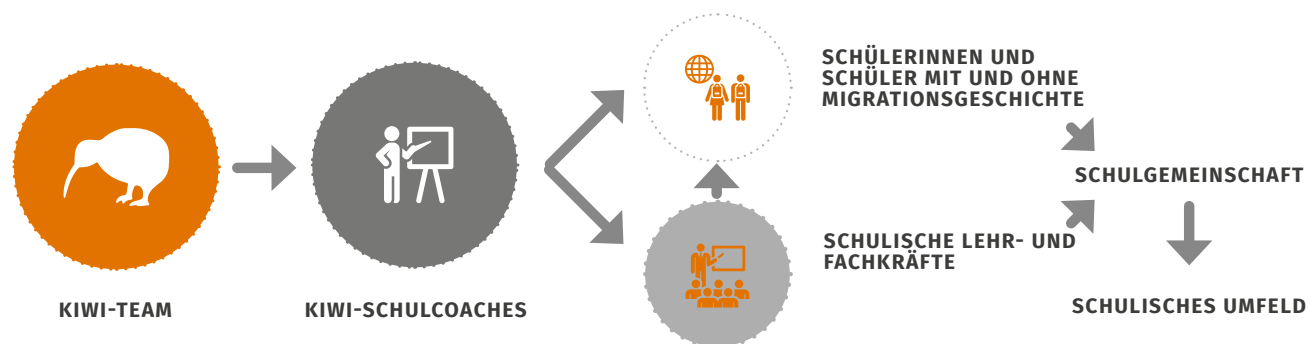 KIWI-TEAM
KIWI-SCHULCOACHES
SCHÜLERINNEN UND
SCHÜLER MIT UND OHNE
MIGRATIONSGESCHICHTE
SCHULISCHE LEHR- UND
FACHKRÄFTE
SCHULGEMEINSCHAFT
SCHULISCHES UMFELD